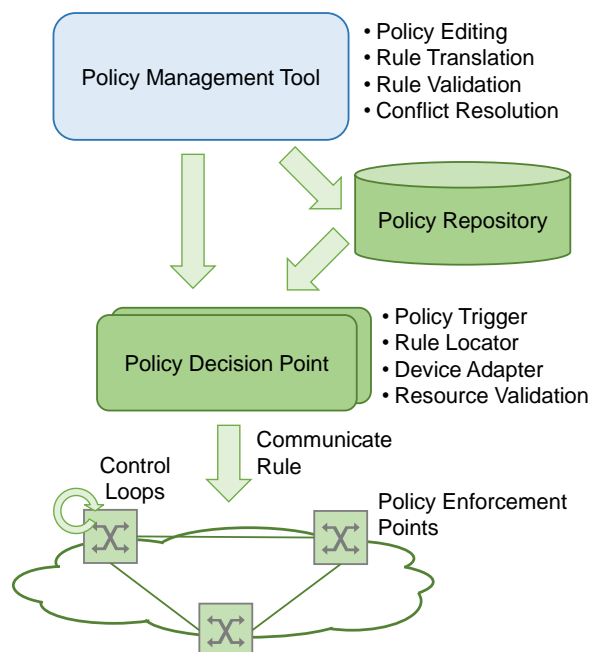 Policy Management Tool
• Policy Editing
• Rule Translation
• Rule Validation
• Conflict Resolution
Policy Repository
Policy Decision Point
• Policy Trigger
• Rule Locator
• Device Adapter
• Resource Validation
Communicate
Rule
Control
Loops
Policy Enforcement
Points